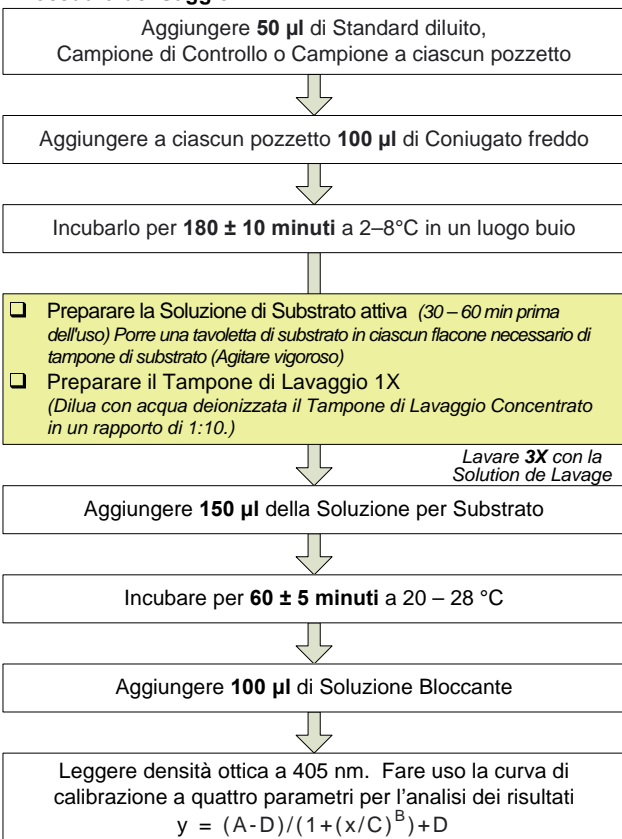 Aggiungere 50 µl di Standard diluito,
Campione di Controllo o Campione a ciascun pozzetto
Aggiungere a ciascun pozzetto 100 µl di Coniugato freddo
Incubarlo per 180 ± 10 minuti a 2–8°C in un luogo buio
❑ Preparare la Soluzione di Substrato attiva (30 – 60 min prima
dell'uso) Porre una tavoletta di substrato in ciascun flacone necessario di
tampone di substrato (Agitare vigoroso)
❑ Preparare il Tampone di Lavaggio 1X
(Dilua con acqua deionizzata il Tampone di Lavaggio Concentrato
in un rapporto di 1:10.)
Lavare 3X con la
Solution de Lavage
Aggiungere 150 µl della Soluzione per Substrato
Incubare per 60 ± 5 minuti a 20 – 28 °C
Aggiungere 100 µl di Soluzione Bloccante
Leggere densità ottica a 405 nm. Fare uso la curva di
calibrazione a quattro parametri per l'analisi dei risultati
y = (A-D)/(1+(x/C)^B)+D